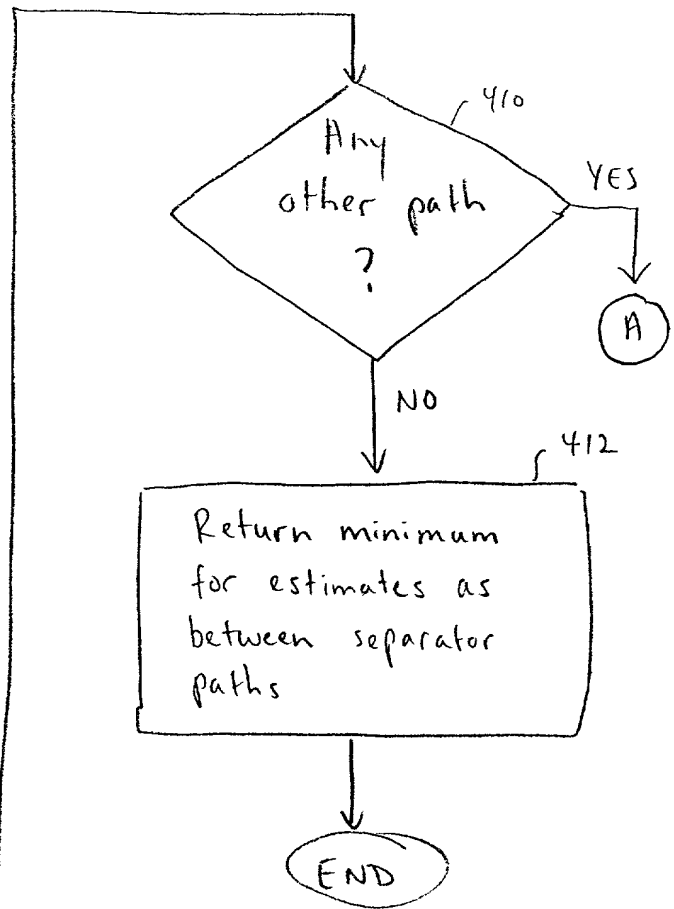 410
Any
other path
?
YES
A
NO
412
Return minimum
for estimates as
between separator
paths
END